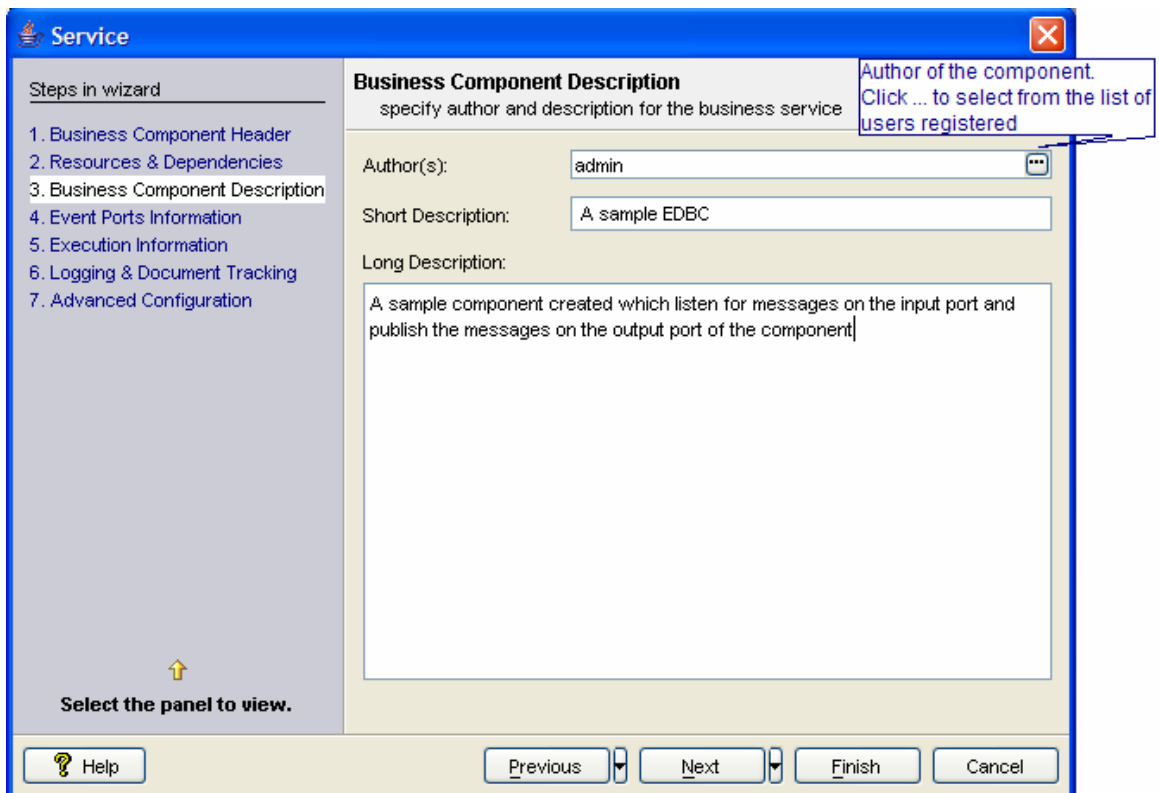 Service
Steps in wizard
1. Business Component Header
2. Resources & Dependencies
3. Business Component Description
4. Event Ports Information
5. Execution Information
6. Logging & Document Tracking
7. Advanced Configuration
Select the panel to view.
Business Component Description
specify author and description for the business service
Author of the component.
Click ... to select from the list of
users registered
Author(s):
admin
...
Short Description:
A sample EDBC
Long Description:
A sample component created which listen for messages on the input port and
publish the messages on the output port of the component
? Help
Previous
Next
Finish
Cancel